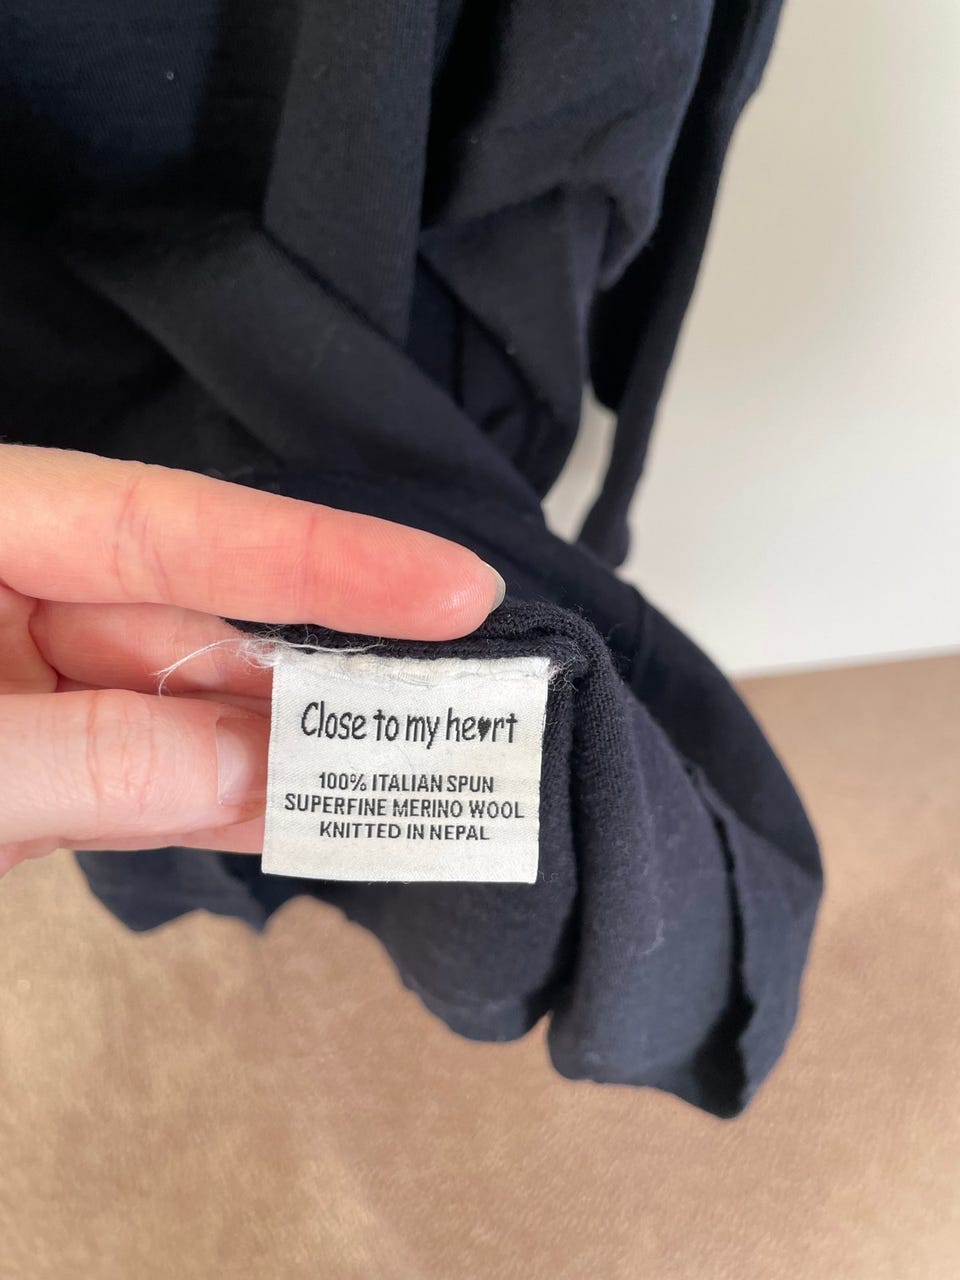 Close to my he♥rt
100% ITALIAN SPUN
SUPERFINE MERINO WOOL
KNITTED IN NEPAL